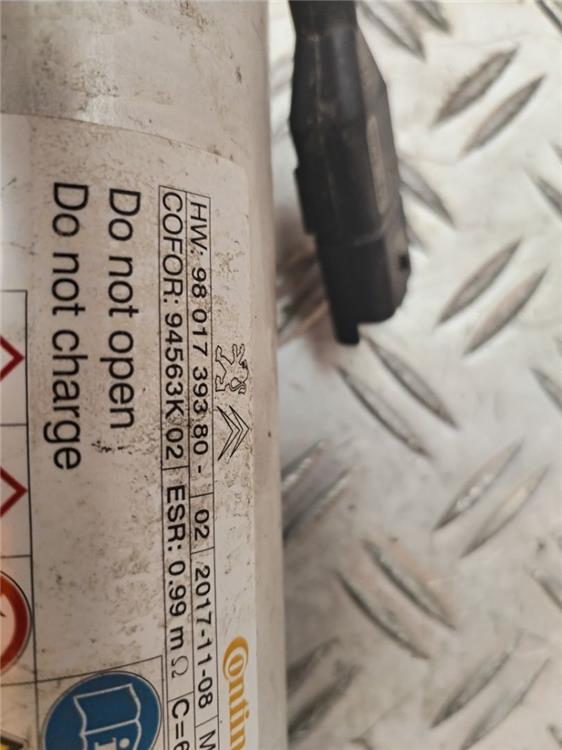 Contin
HW: 98 017 393 80 - 02 2017-11-08 M
COFOR: 94563K 02 ESR: 0.99 mΩ C=6
Do not open
Do not charge